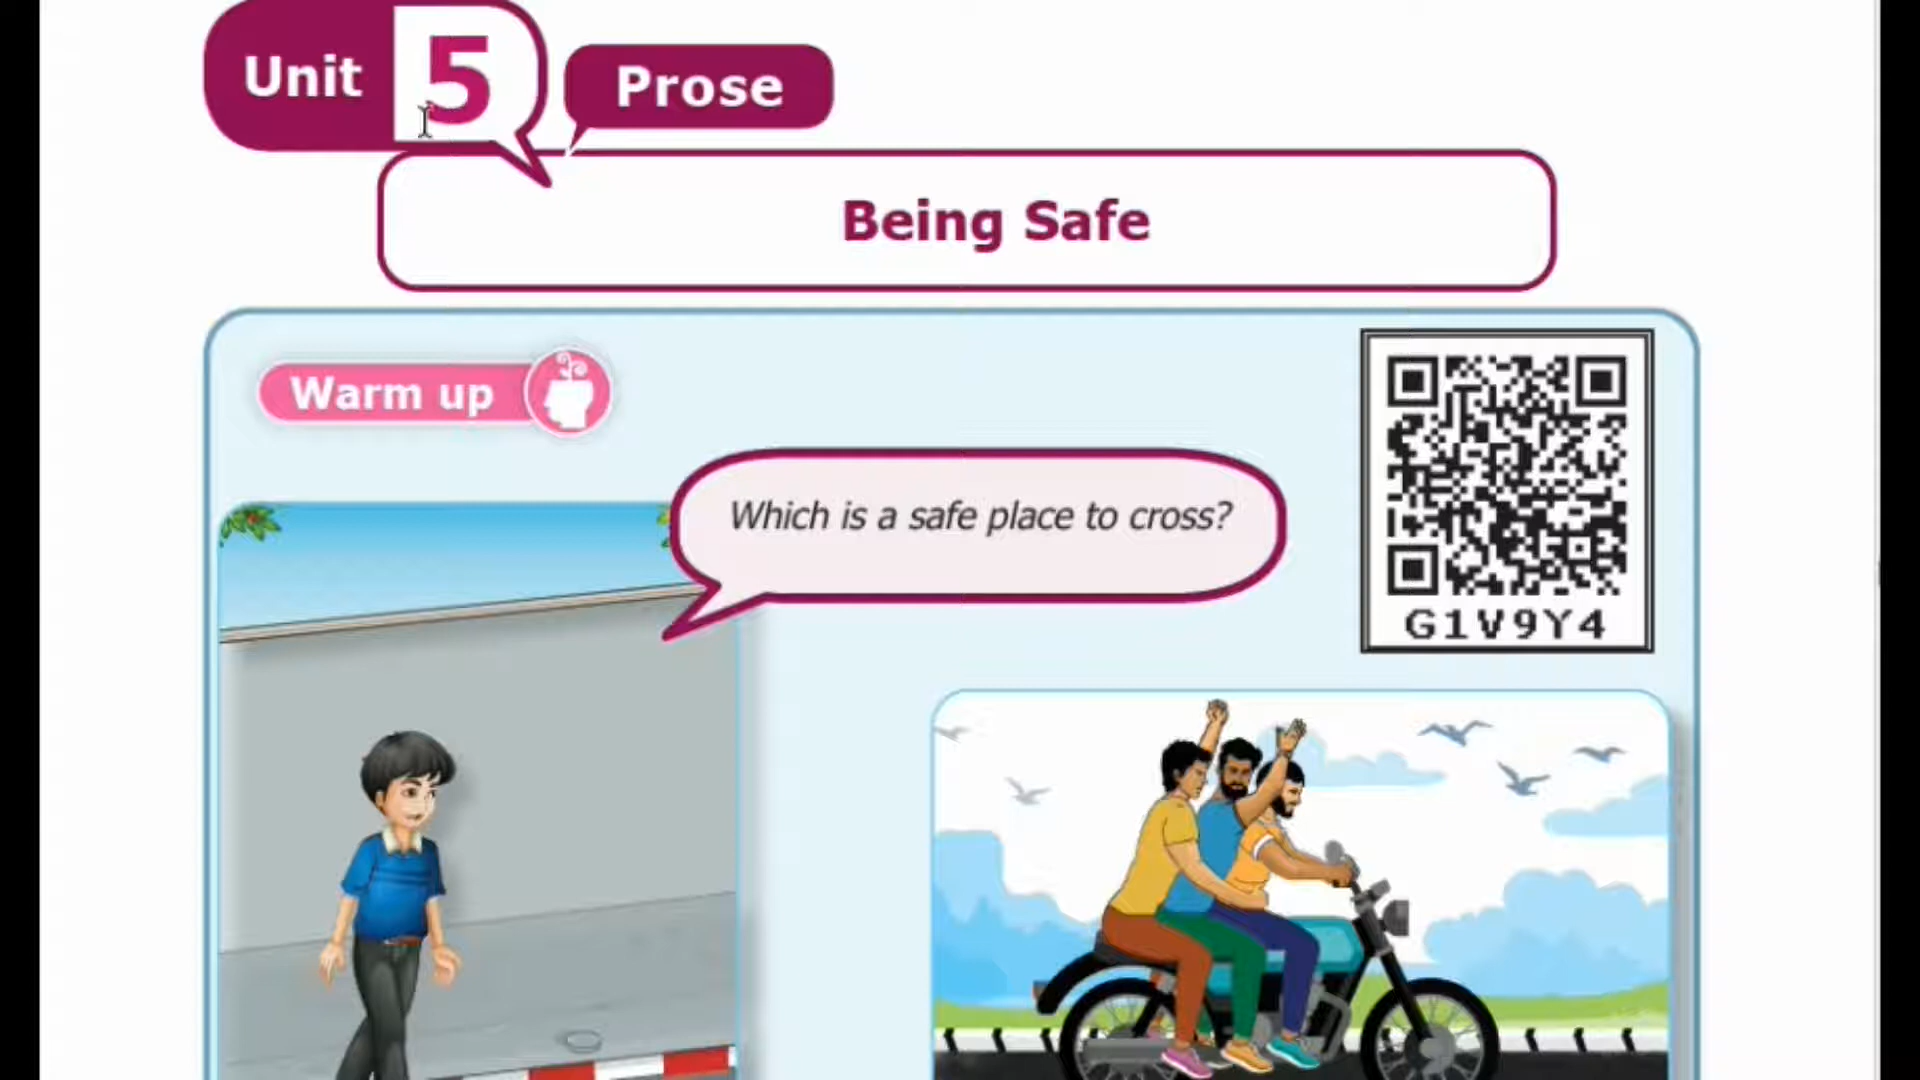 Unit 5 Prose
Being Safe
Warm up
Which is a safe place to cross?
G1V9Y4